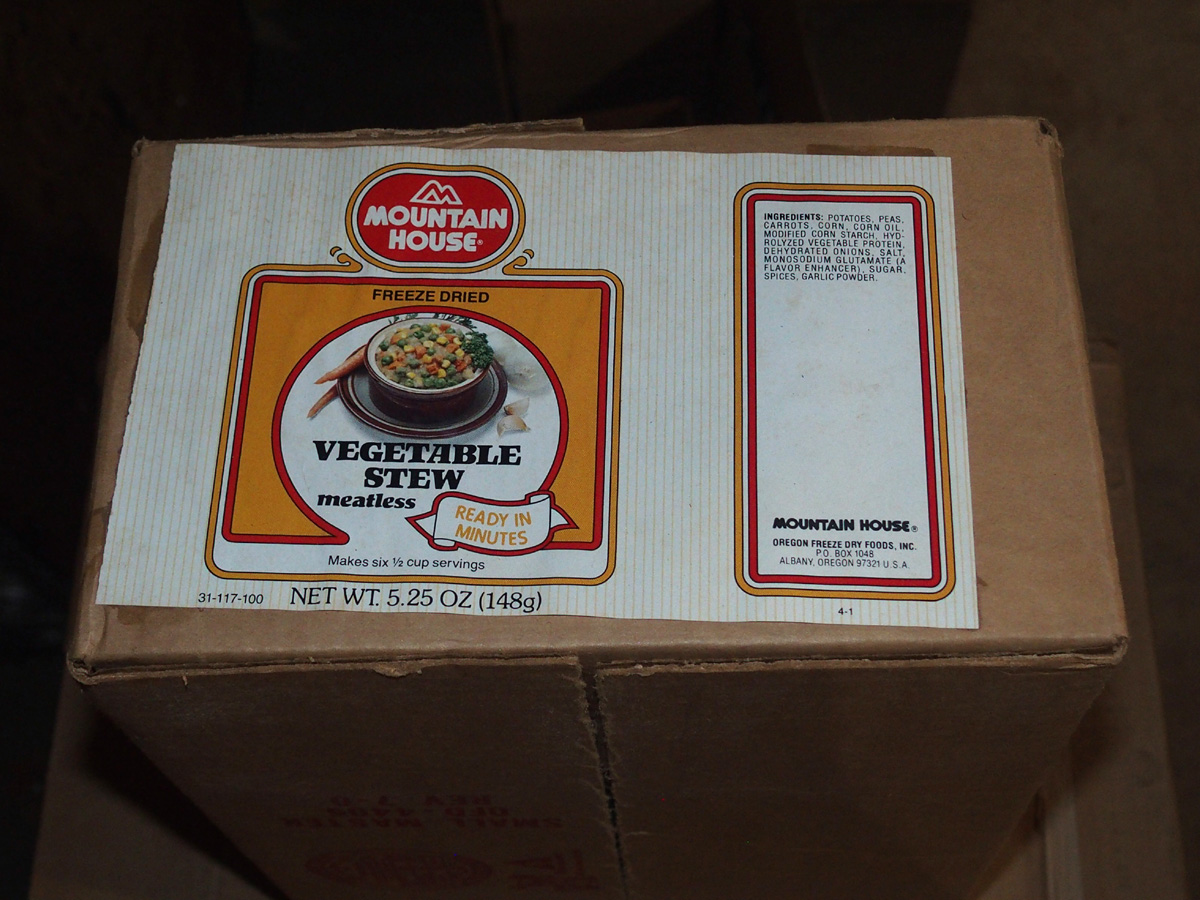 MOUNTAIN
HOUSE®
FREEZE DRIED
VEGETABLE
STEW
meatless
READY IN
MINUTES
Makes six ½ cup servings
31-117-100
NET WT. 5.25 OZ (148g)
INGREDIENTS: POTATOES, PEAS,
CARROTS, CORN, CORN OIL,
MODIFIED CORN STARCH, HYD-
ROLYZED VEGETABLE PROTEIN,
DEHYDRATED ONIONS, SALT,
MONOSODIUM GLUTAMATE (A
FLAVOR ENHANCER), SUGAR,
SPICES, GARLIC POWDER.
MOUNTAIN HOUSE®
OREGON FREEZE DRY FOODS, INC.
P.O. BOX 1048
ALBANY, OREGON 97321 U.S.A.
4-1
SMALL MASTER